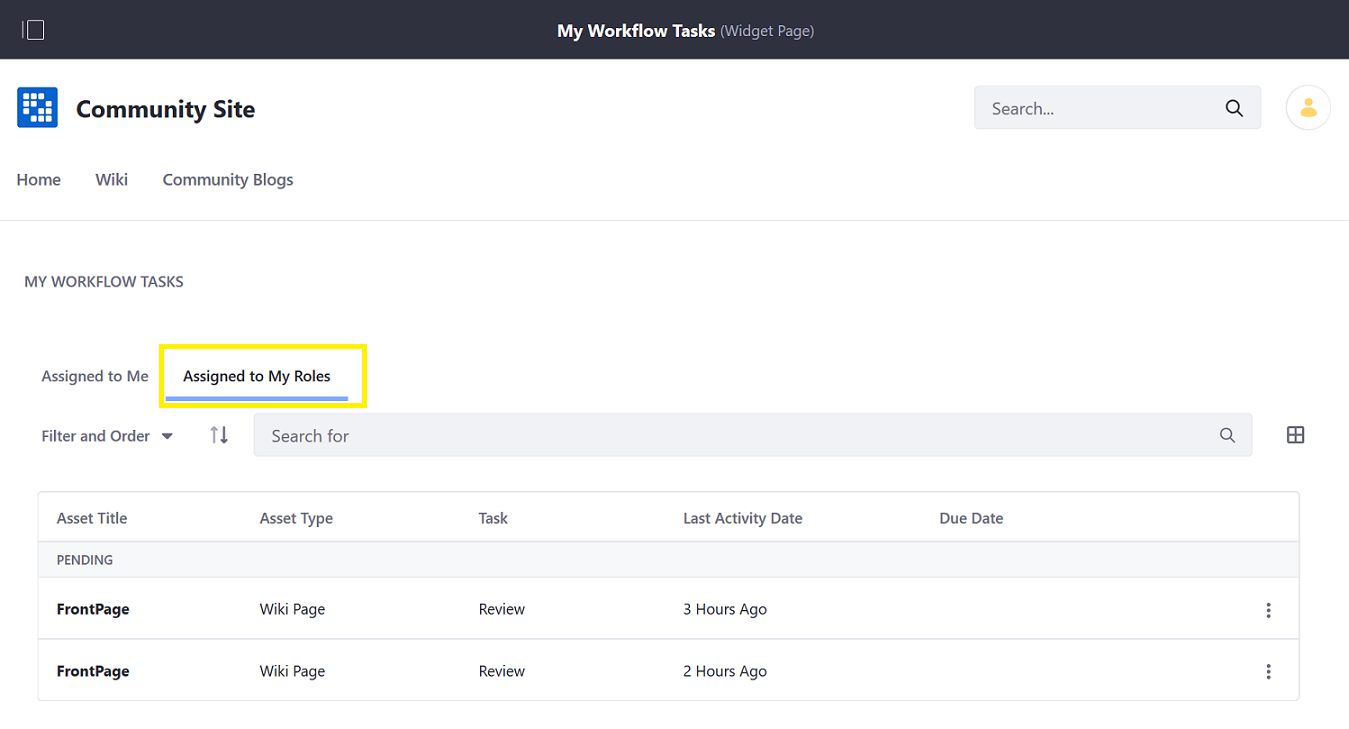 My Workflow Tasks (Widget Page)
Community Site
Search...
Home Wiki Community Blogs
MY WORKFLOW TASKS
Assigned to Me Assigned to My Roles
Filter and Order Search for
Asset Title Asset Type Task Last Activity Date Due Date
PENDING
FrontPage Wiki Page Review 3 Hours Ago
FrontPage Wiki Page Review 2 Hours Ago